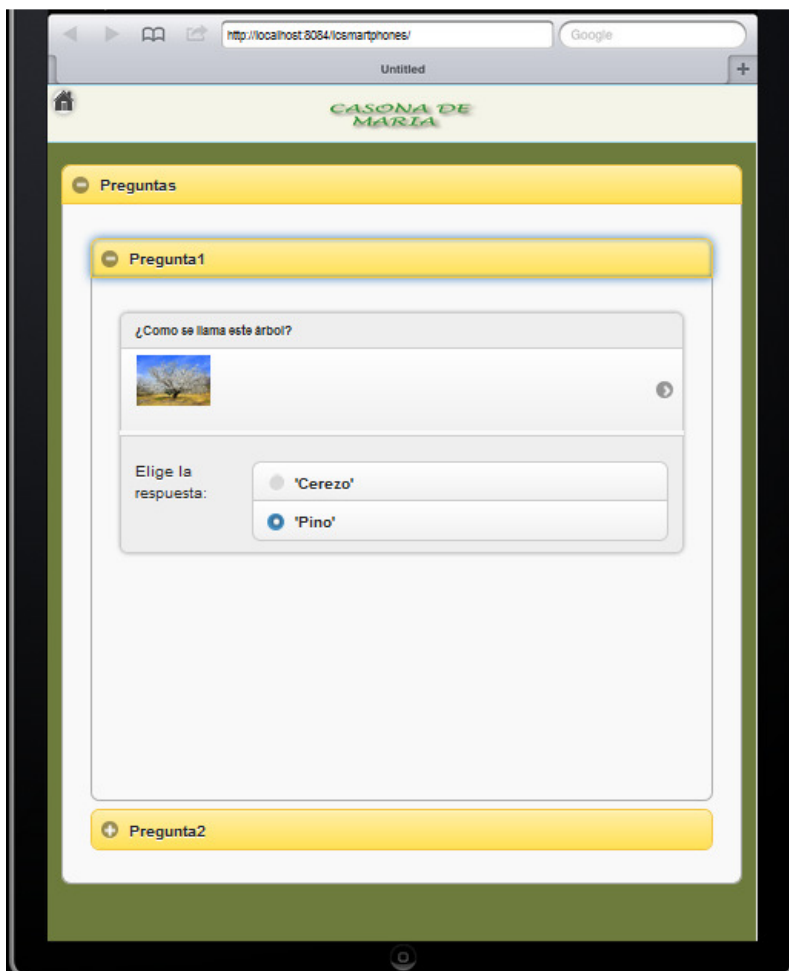 http://localhost:8084/lcsmartphones/
Google
Untitled
CASONA DE
MARIA
Preguntas
Pregunta1
¿Como se llama este árbol?
Elige la
respuesta:
'Cerezo'
'Pino'
Pregunta2